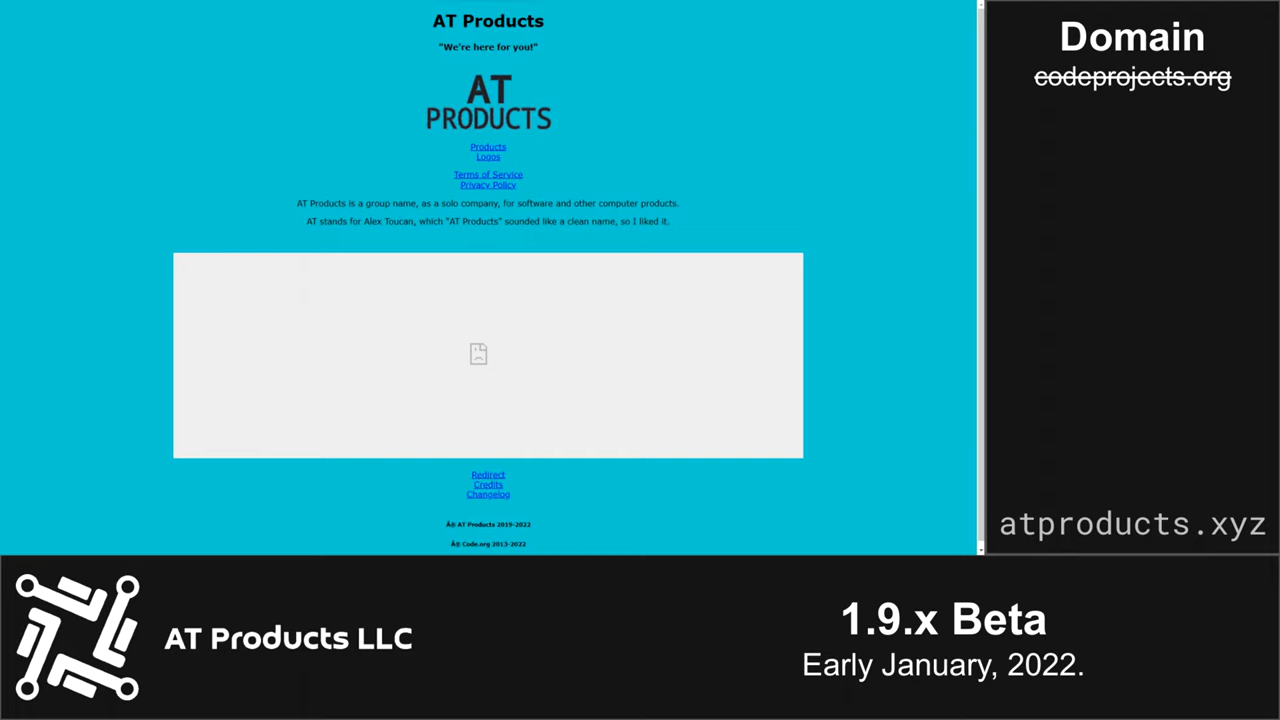 AT Products
"We're here for you!"
AT
PRODUCTS
Products
Logos
Terms of Service
Privacy Policy
AT Products is a group name, as a solo company, for software and other computer products.
AT stands for Alex Toucan, which "AT Products" sounded like a clean name, so I liked it.
Redirect
Credits
Changelog
® AT Products 2019-2022
® Code.org 2013-2022
Domain
codeprojects.org
atproducts.xyz
AT Products LLC
1.9.x Beta
Early January, 2022.